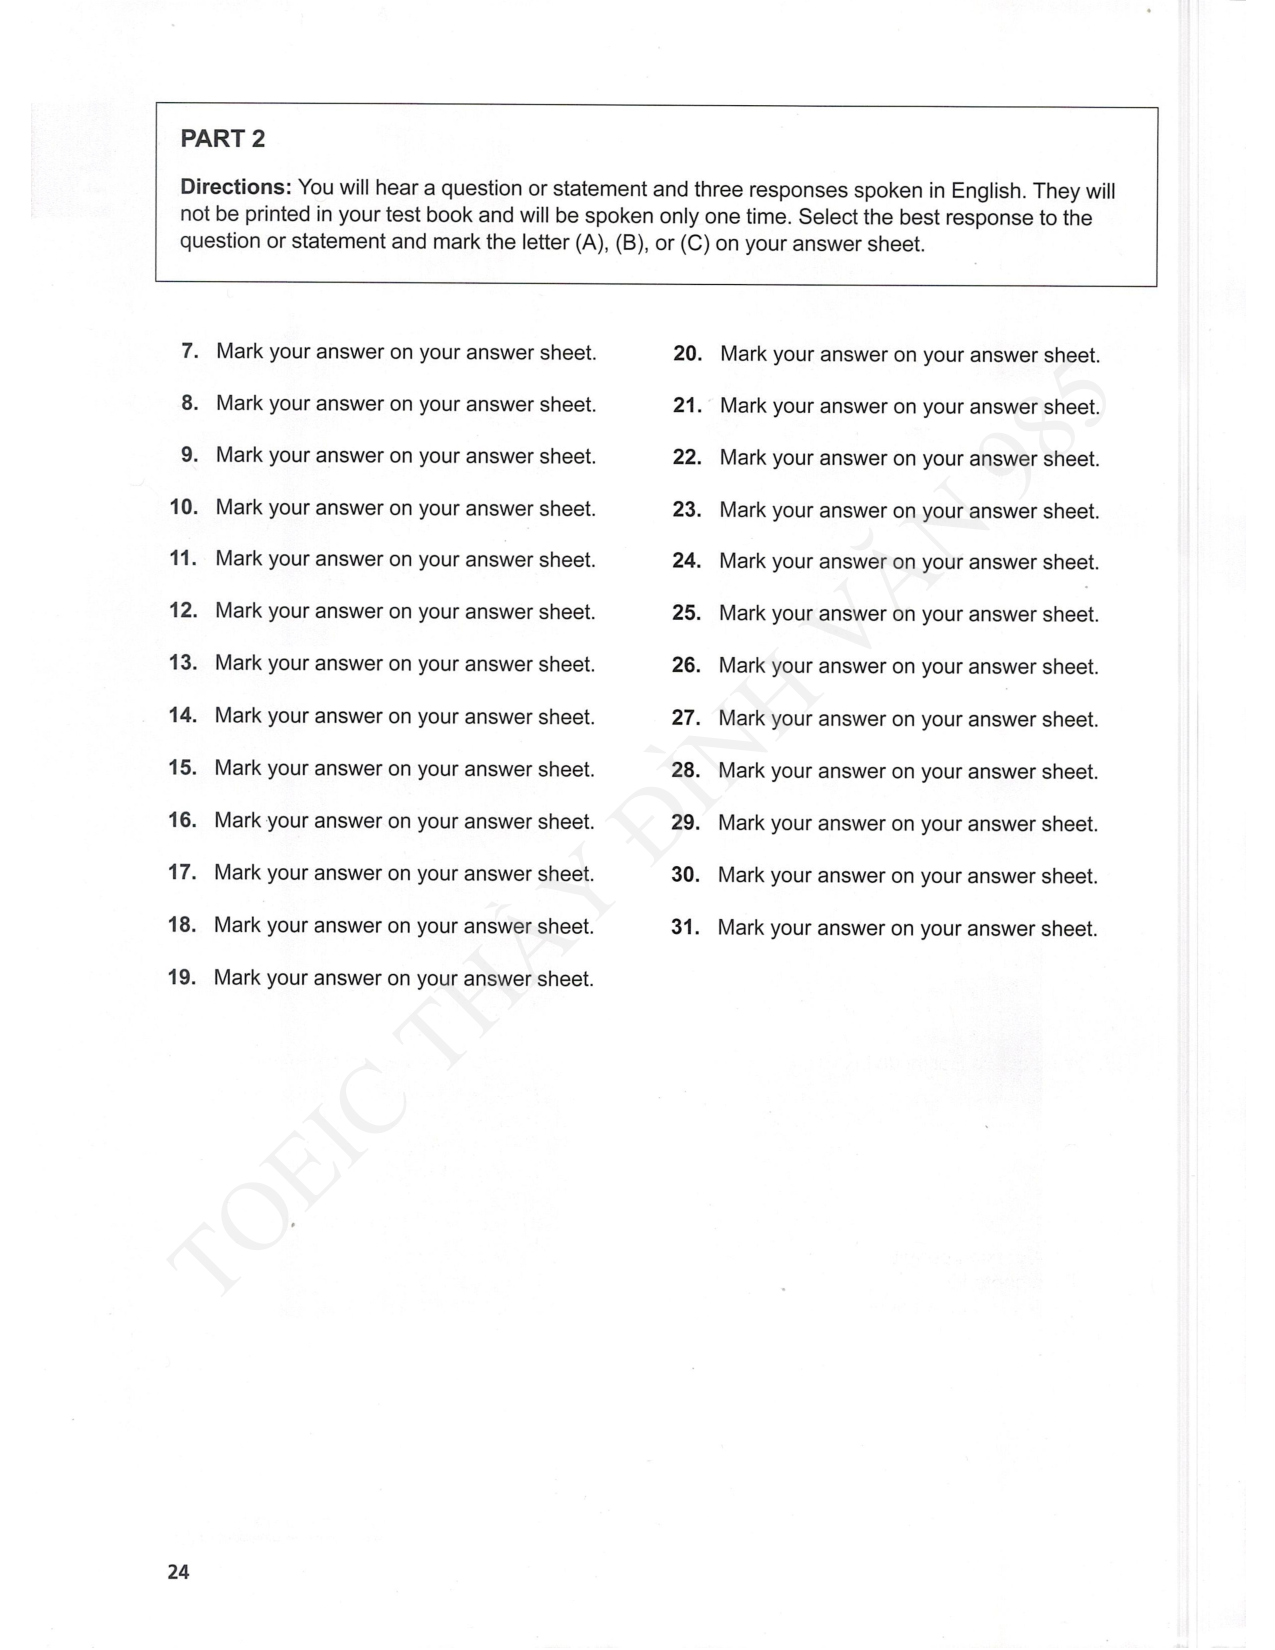 PART 2
Directions: You will hear a question or statement and three responses spoken in English. They will
not be printed in your test book and will be spoken only one time. Select the best response to the
question or statement and mark the letter (A), (B), or (C) on your answer sheet.
7. Mark your answer on your answer sheet.
8. Mark your answer on your answer sheet.
9. Mark your answer on your answer sheet.
10. Mark your answer on your answer sheet.
11. Mark your answer on your answer sheet.
12. Mark your answer on your answer sheet.
13. Mark your answer on your answer sheet.
14. Mark your answer on your answer sheet.
15. Mark your answer on your answer sheet.
16. Mark your answer on your answer sheet.
17. Mark your answer on your answer sheet.
18. Mark your answer on your answer sheet.
19. Mark your answer on your answer sheet.
20. Mark your answer on your answer sheet.
21. Mark your answer on your answer sheet.
22. Mark your answer on your answer sheet.
23. Mark your answer on your answer sheet.
24. Mark your answer on your answer sheet.
25. Mark your answer on your answer sheet.
26. Mark your answer on your answer sheet.
27. Mark your answer on your answer sheet.
28. Mark your answer on your answer sheet.
29. Mark your answer on your answer sheet.
30. Mark your answer on your answer sheet.
31. Mark your answer on your answer sheet.
TOEIC THẦY ĐÌNH VĂN 985
24